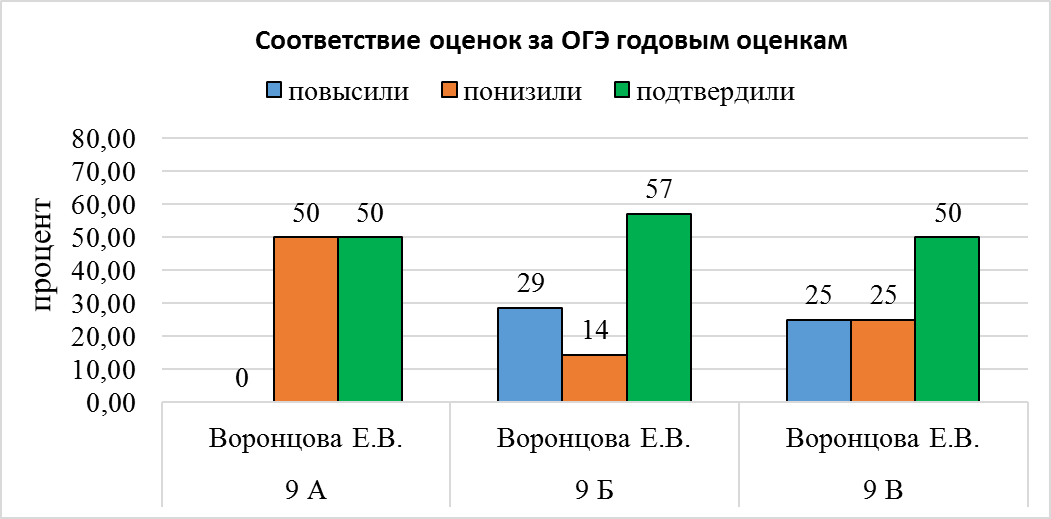 Соответствие оценок за ОГЭ годовым оценкам
повысили понизили подтвердили
процент
80,00
70,00
60,00
50,00
40,00
30,00
20,00
10,00
0,00
0 50 50
29 14 57
25 25 50
Воронцова Е.В. Воронцова Е.В. Воронцова Е.В.
9 А 9 Б 9 В